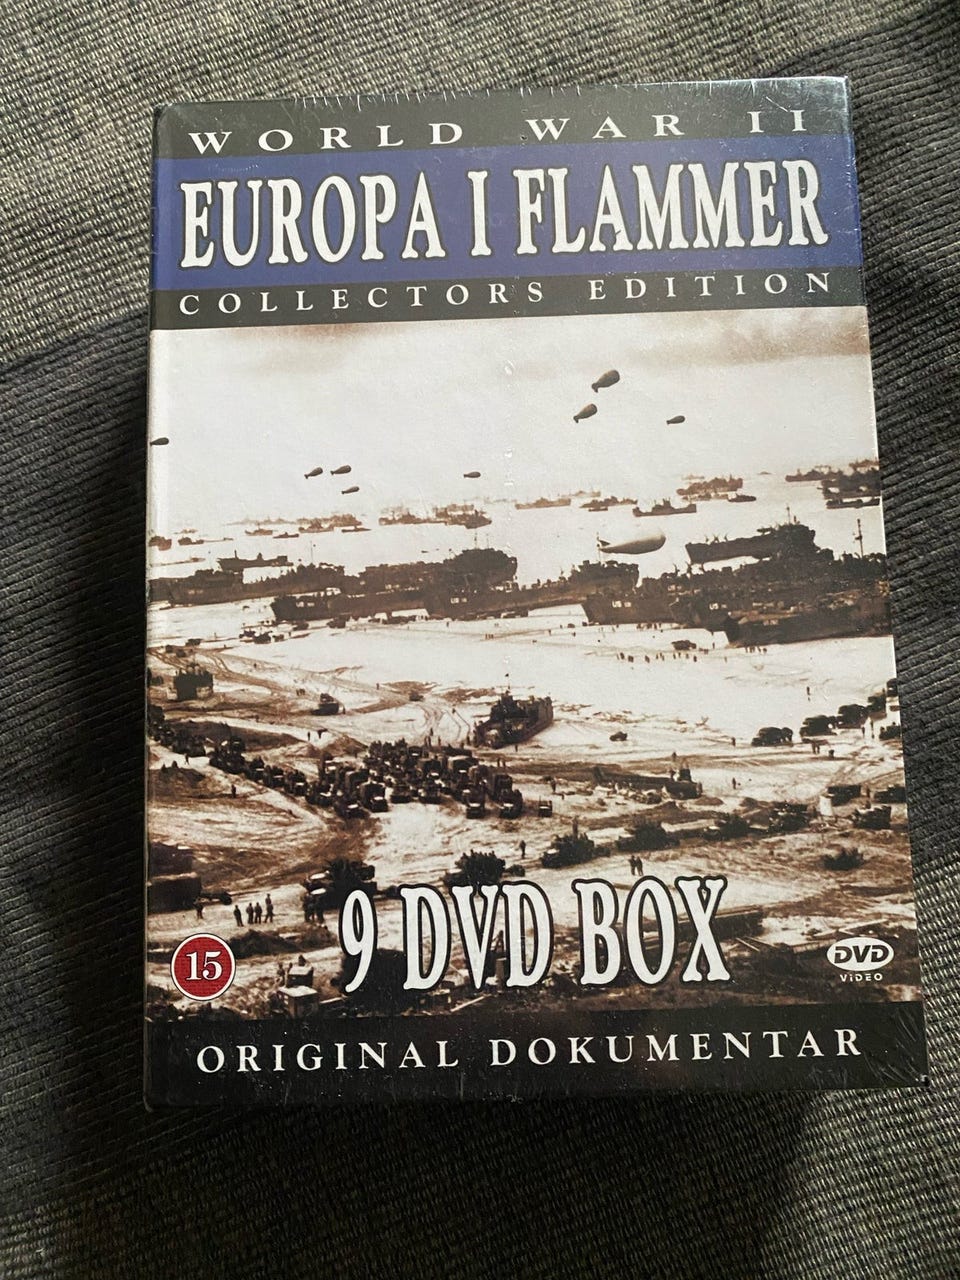 WORLD WAR II
EUROPA I FLAMMER
COLLECTORS EDITION
9 DVD BOX
15
DVD
VIDEO
ORIGINAL DOKUMENTAR